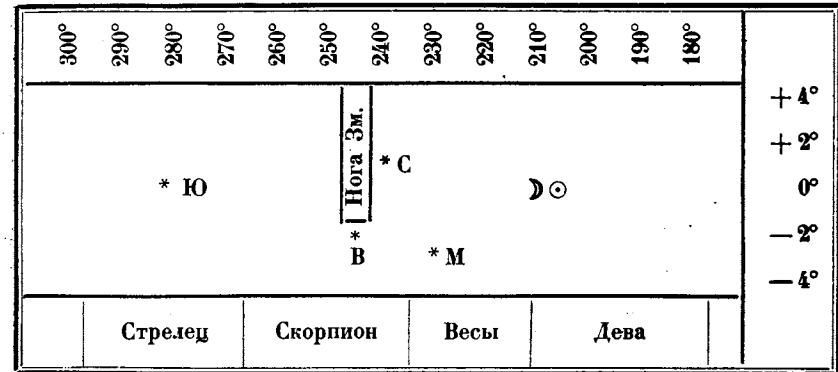 300° 290° 280° 270° 260° 250° 240° 230° 220° 210° 200° 190° 180°
+ 4°
Нога Зм.
+ 2°
* С
* Ю
☽☉
0°
*
− 2°
В
* М
− 4°
Стрелец Скорпион Весы Дева